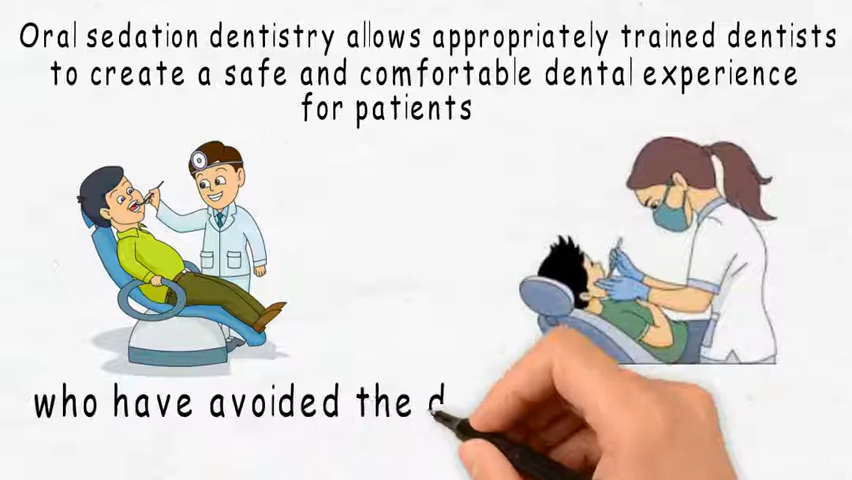 Oral sedation dentistry allows appropriately trained dentists
to create a safe and comfortable dental experience
for patients
who have avoided the d